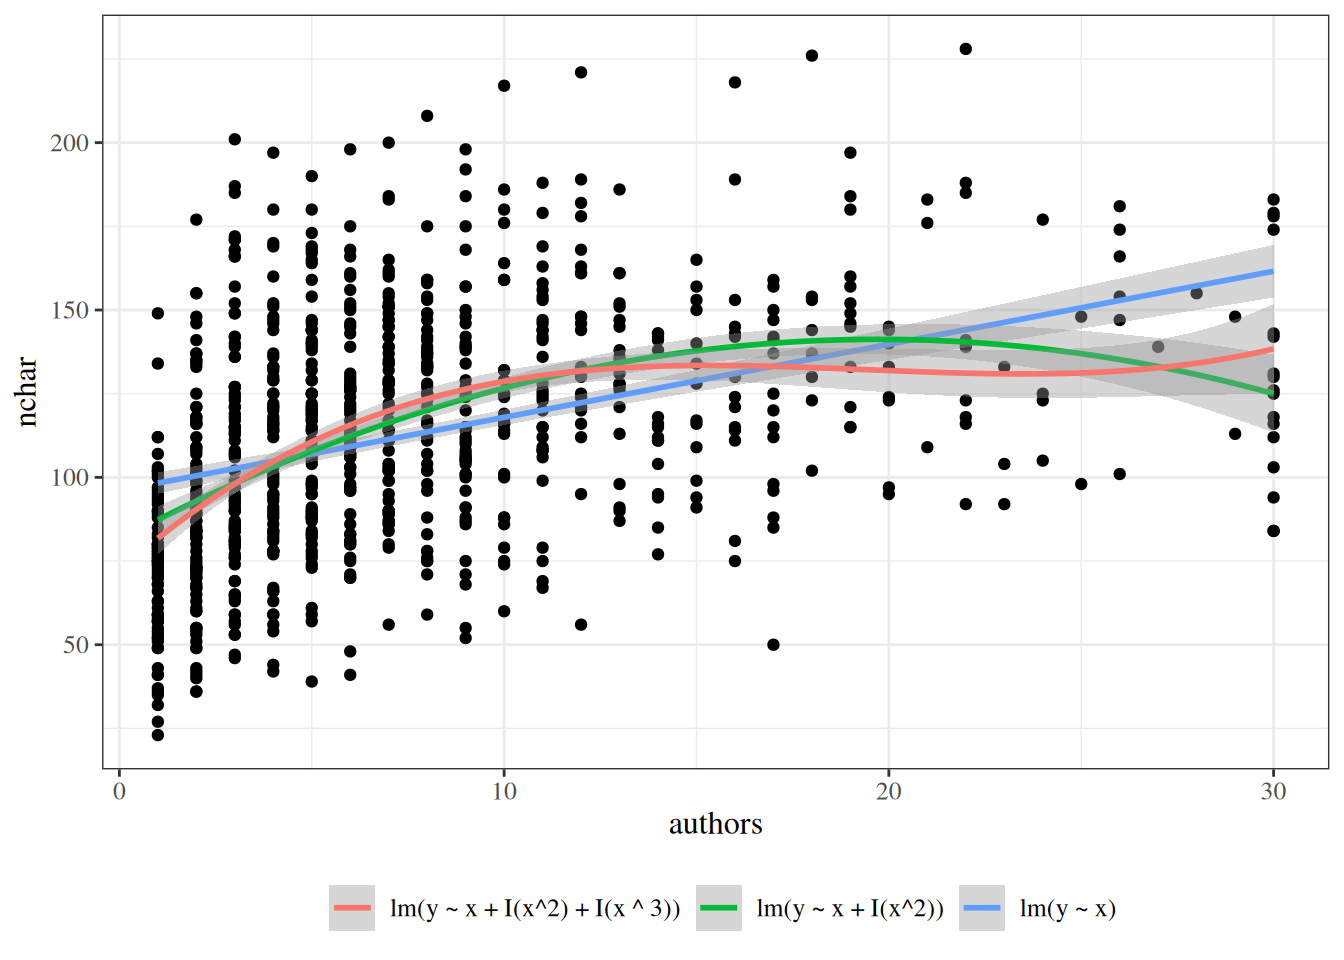 nchar
200
150
100
50
0
10
20
30
authors
lm(y ~ x + I(x^2) + I(x ^ 3))
lm(y ~ x + I(x^2))
lm(y ~ x)